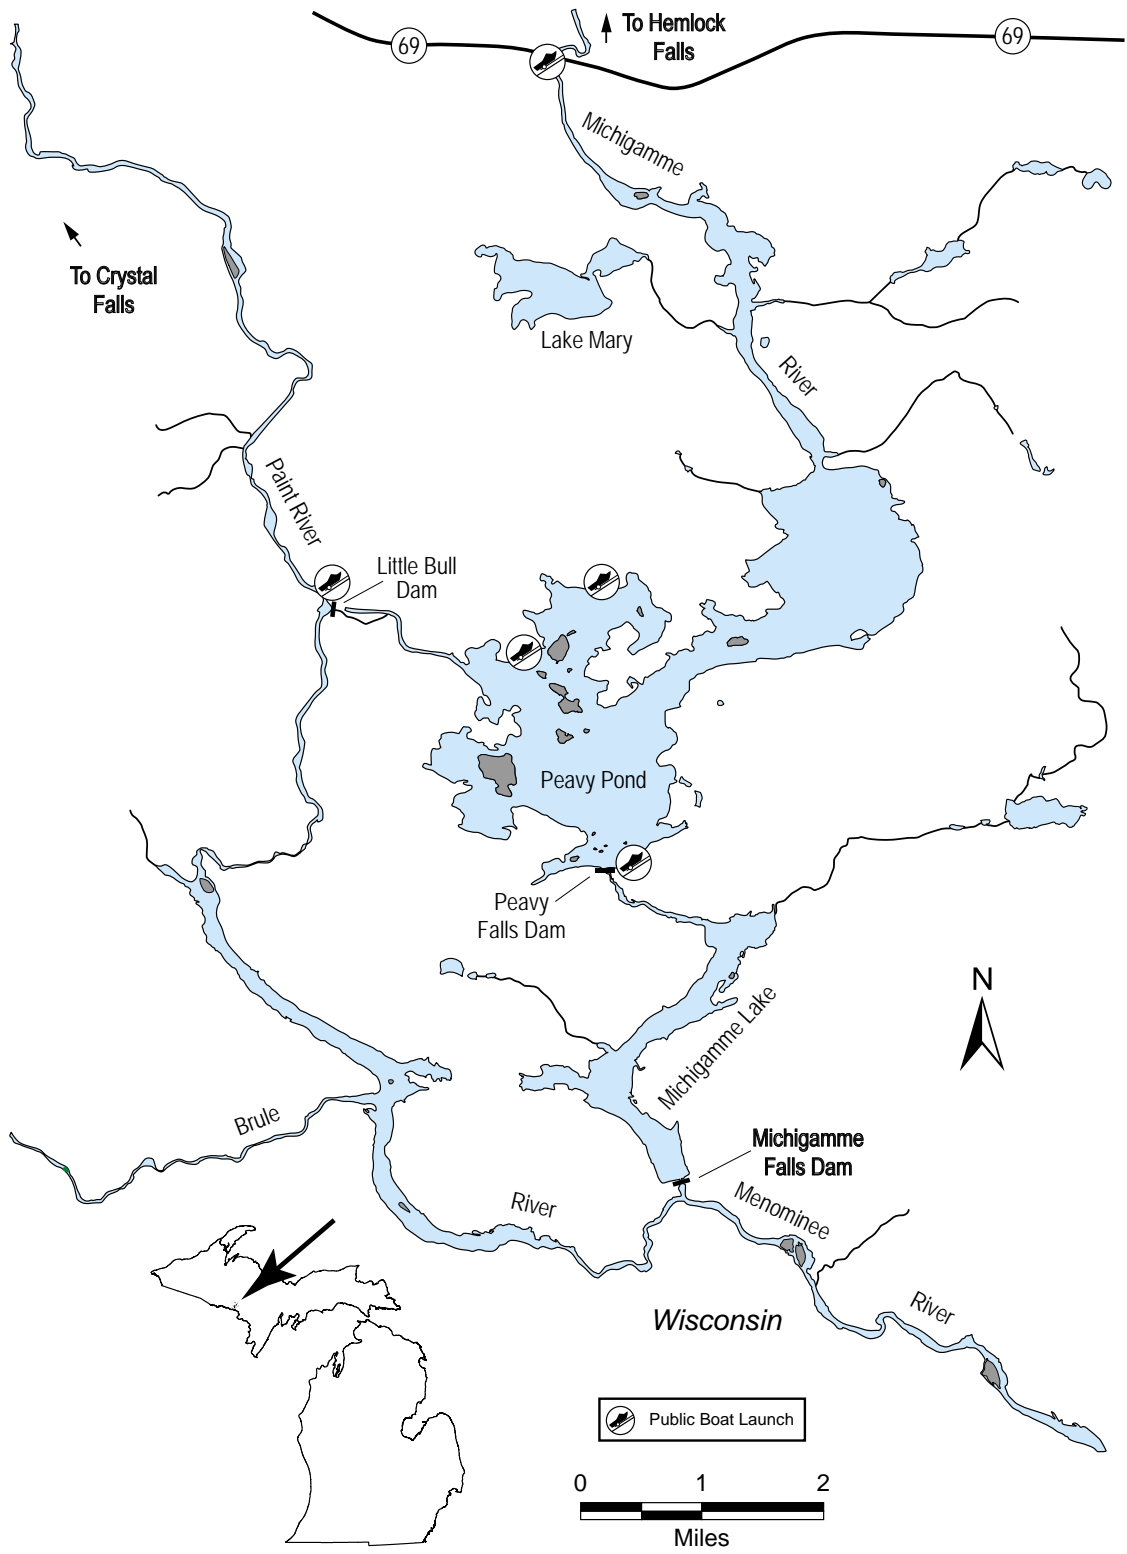 To Hemlock
Falls
69
69
Michigamme
To Crystal
Falls
Lake Mary
River
Paint River
Little Bull
Dam
Peavy Pond
Peavy
Falls Dam
N
Michigamme Lake
Brule
Michigamme
Falls Dam
River
Menominee
River
Wisconsin
Public Boat Launch
0 1 2
Miles